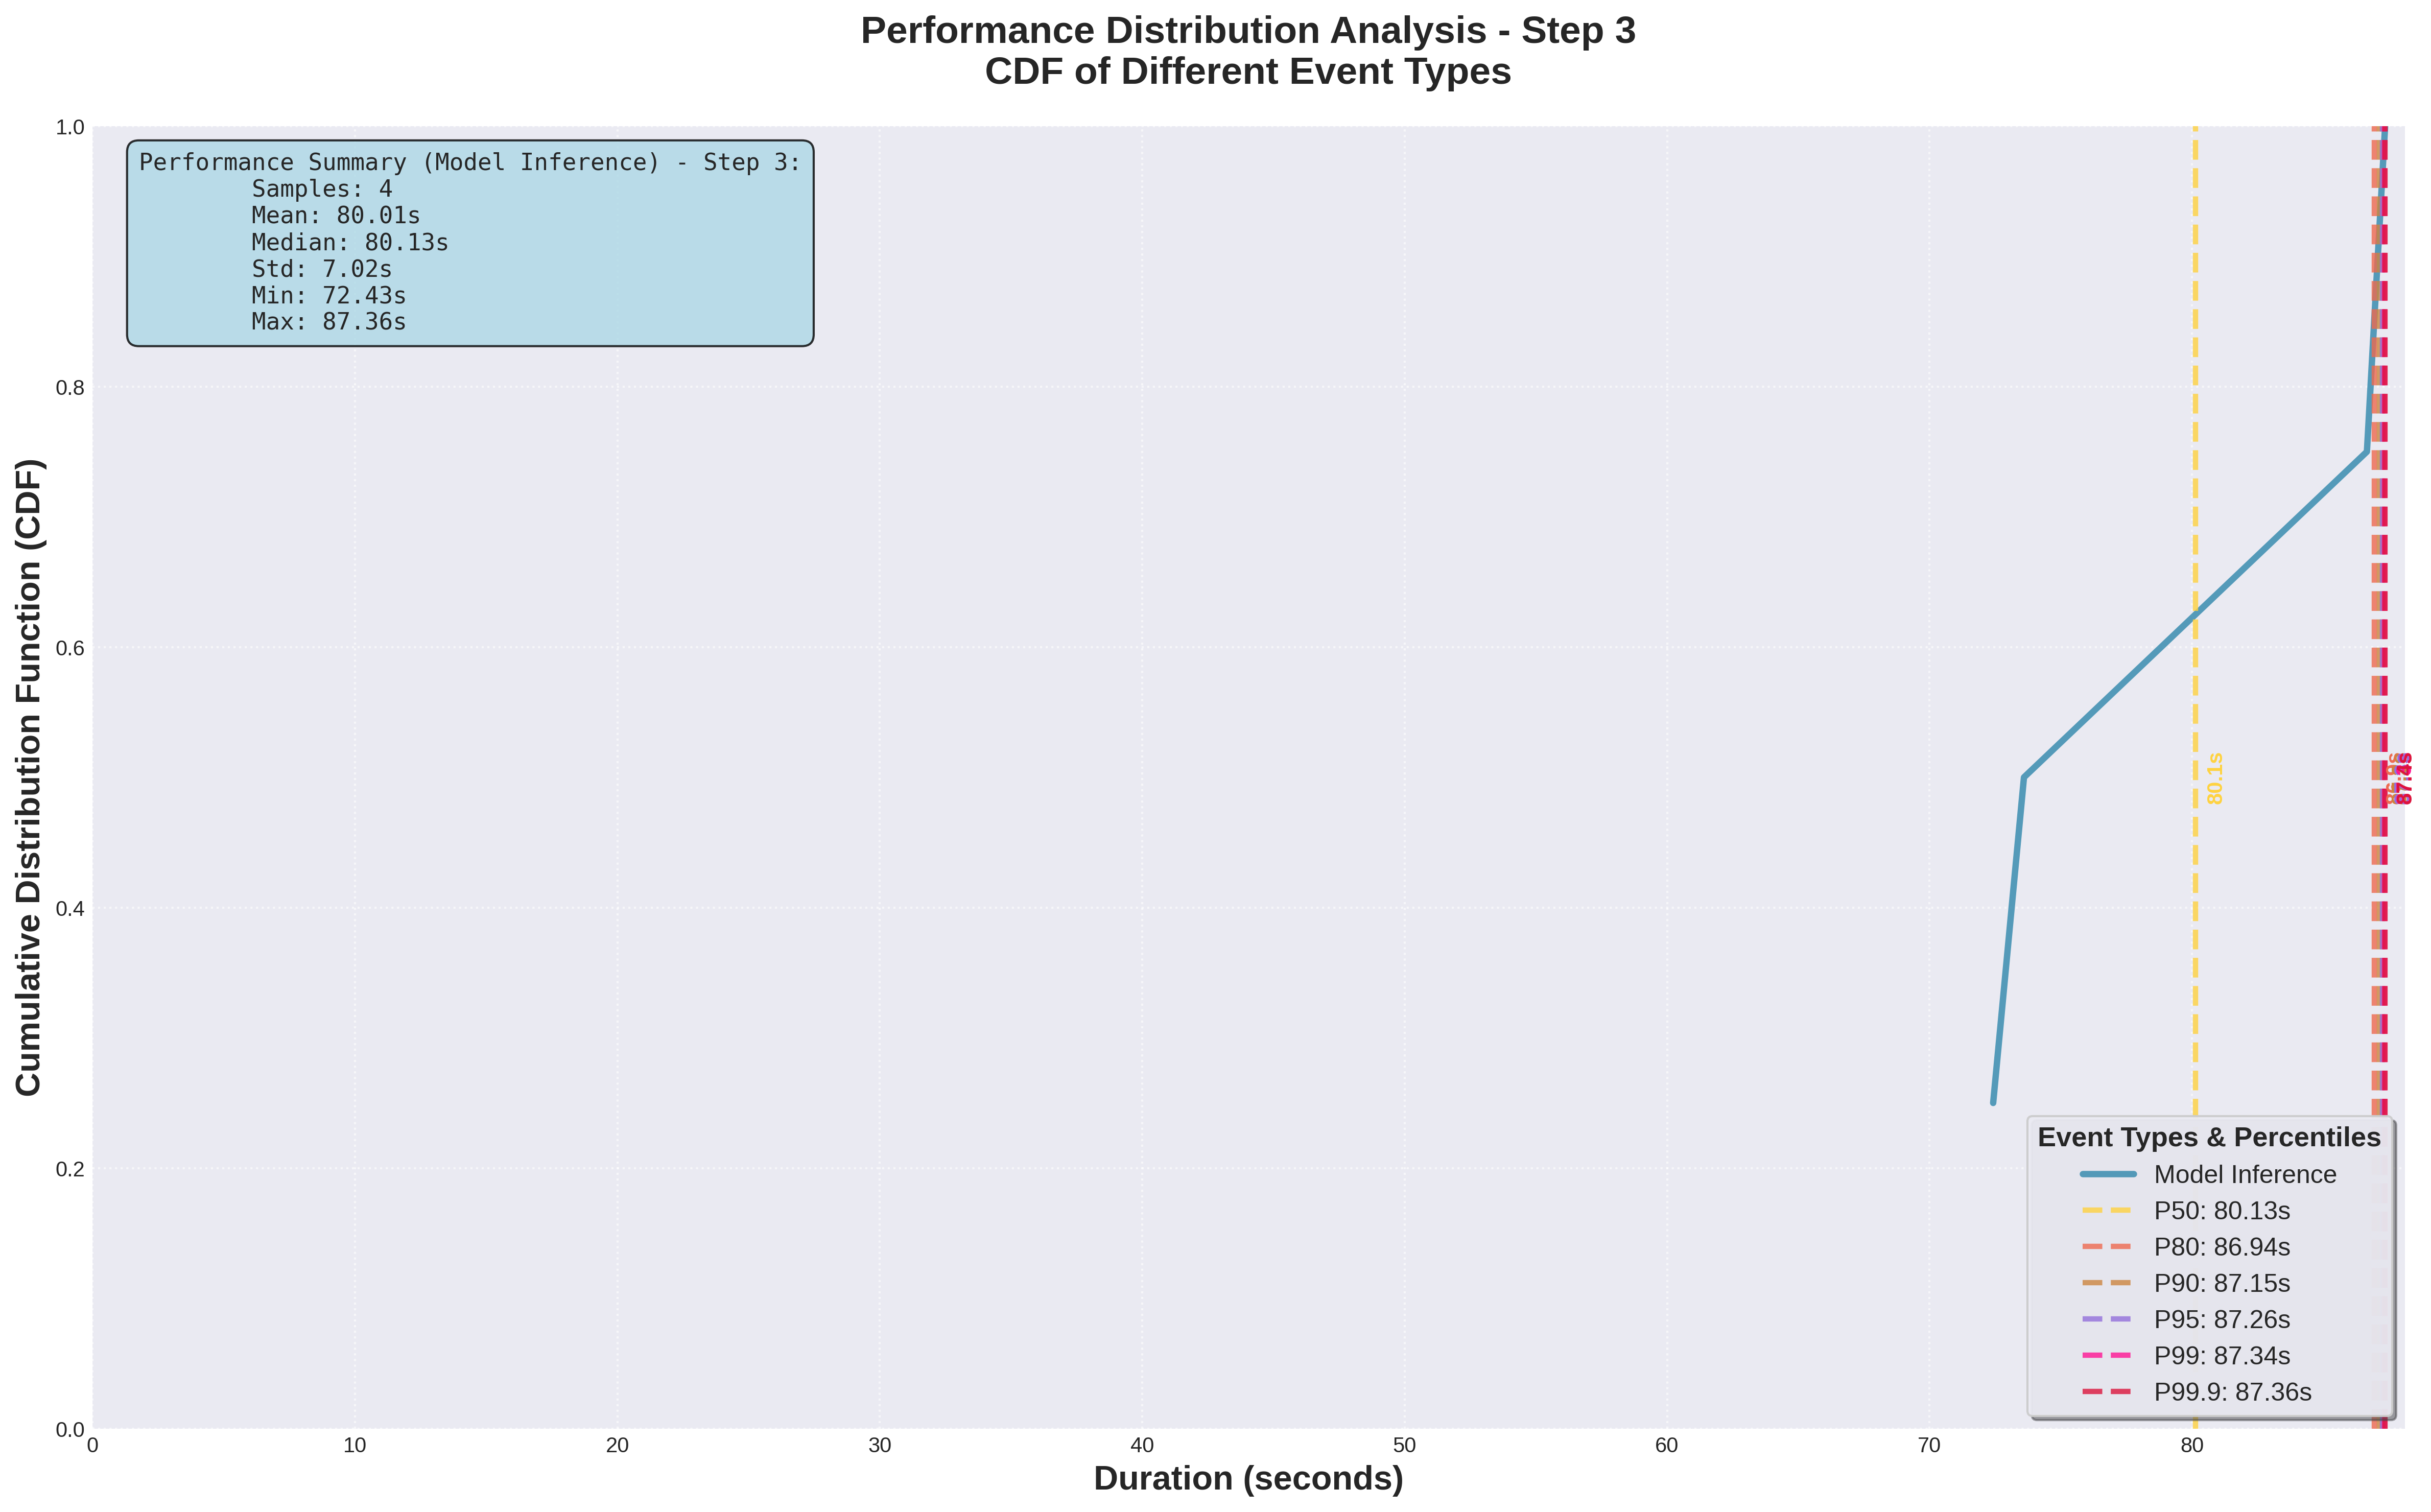 Performance Distribution Analysis - Step 3
CDF of Different Event Types
1.0
0.8
0.6
0.4
0.2
0.0
Cumulative Distribution Function (CDF)
Performance Summary (Model Inference) - Step 3:
Samples: 4
Mean: 80.01s
Median: 80.13s
Std: 7.02s
Min: 72.43s
Max: 87.36s
80.1s
86.9s
87.4s
Event Types & Percentiles
Model Inference
P50: 80.13s
P80: 86.94s
P90: 87.15s
P95: 87.26s
P99: 87.34s
P99.9: 87.36s
0
10
20
30
40
50
60
70
80
Duration (seconds)